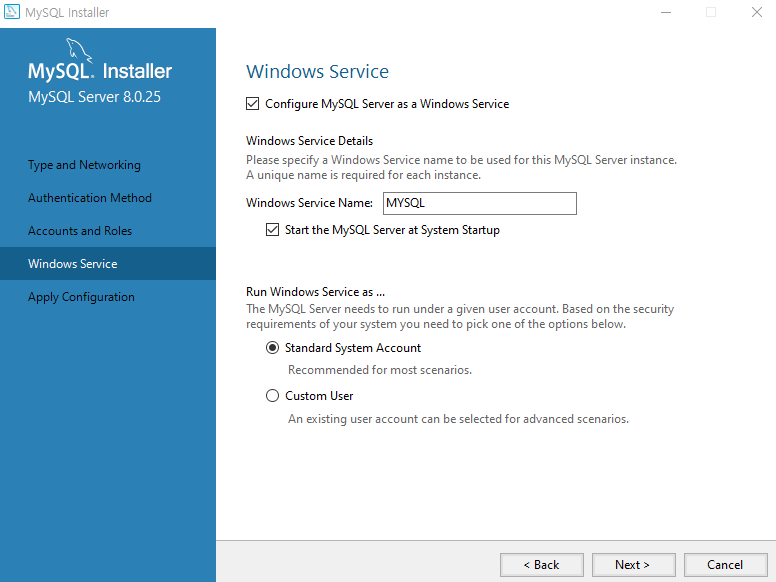 MySQL Installer
MySQL. Installer
MySQL Server 8.0.25
Type and Networking
Authentication Method
Accounts and Roles
Windows Service
Apply Configuration
Windows Service
Configure MySQL Server as a Windows Service
Windows Service Details
Please specify a Windows Service name to be used for this MySQL Server instance.
A unique name is required for each instance.
Windows Service Name: MYSQL
Start the MySQL Server at System Startup
Run Windows Service as ...
The MySQL Server needs to run under a given user account. Based on the security
requirements of your system you need to pick one of the options below.
Standard System Account
Recommended for most scenarios.
Custom User
An existing user account can be selected for advanced scenarios.
< Back Next > Cancel